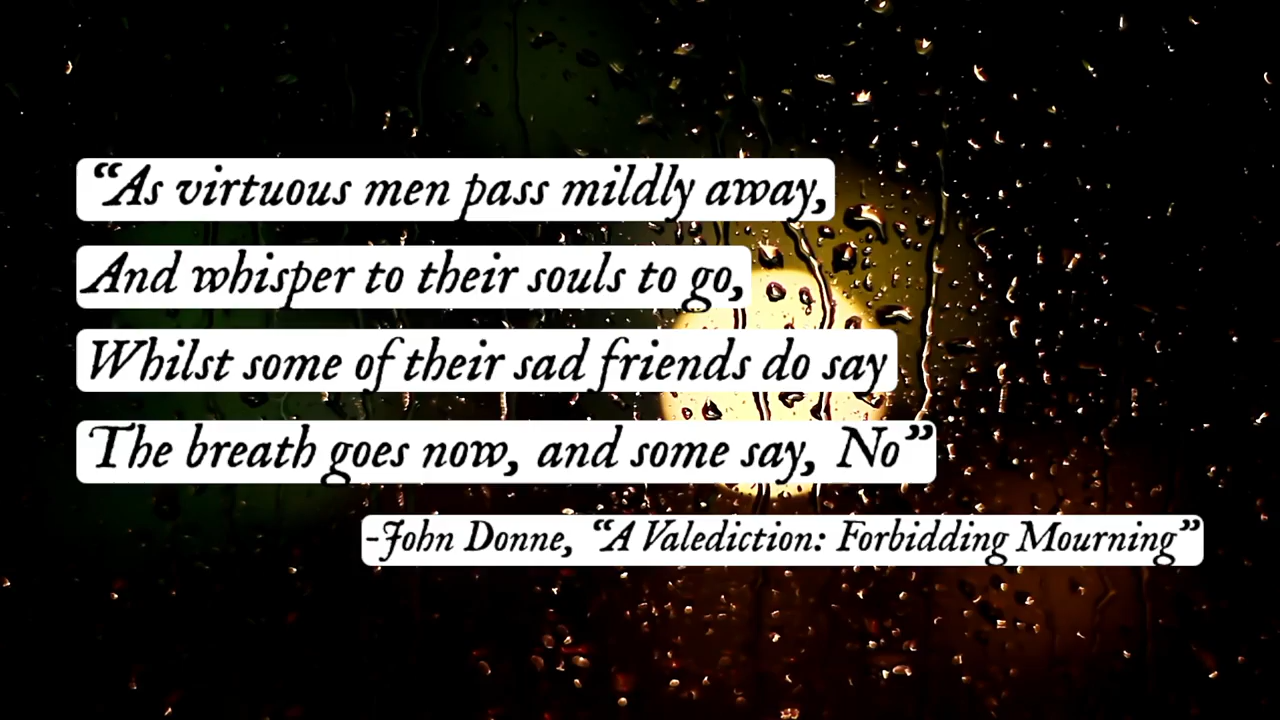 “As virtuous men pass mildly away,
And whisper to their souls to go,
Whilst some of their sad friends do say
The breath goes now, and some say, No”
-John Donne, “A Valediction: Forbidding Mourning”